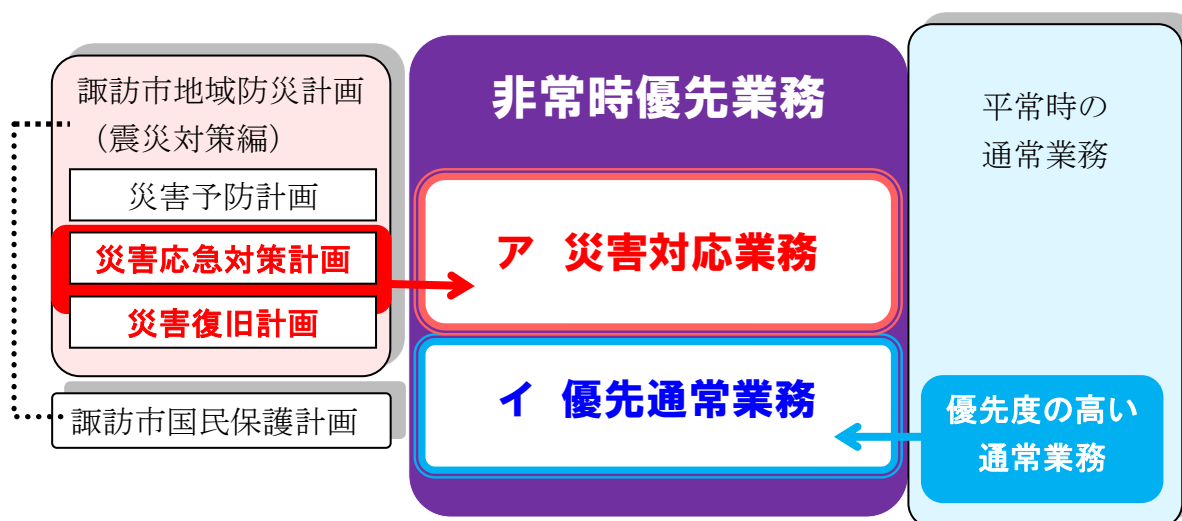 諏訪市地域防災計画
（震災対策編）
災害予防計画
災害応急対策計画
災害復旧計画
諏訪市国民保護計画
非常時優先業務
ア 災害対応業務
イ 優先通常業務
平常時の
通常業務
優先度の高い
通常業務